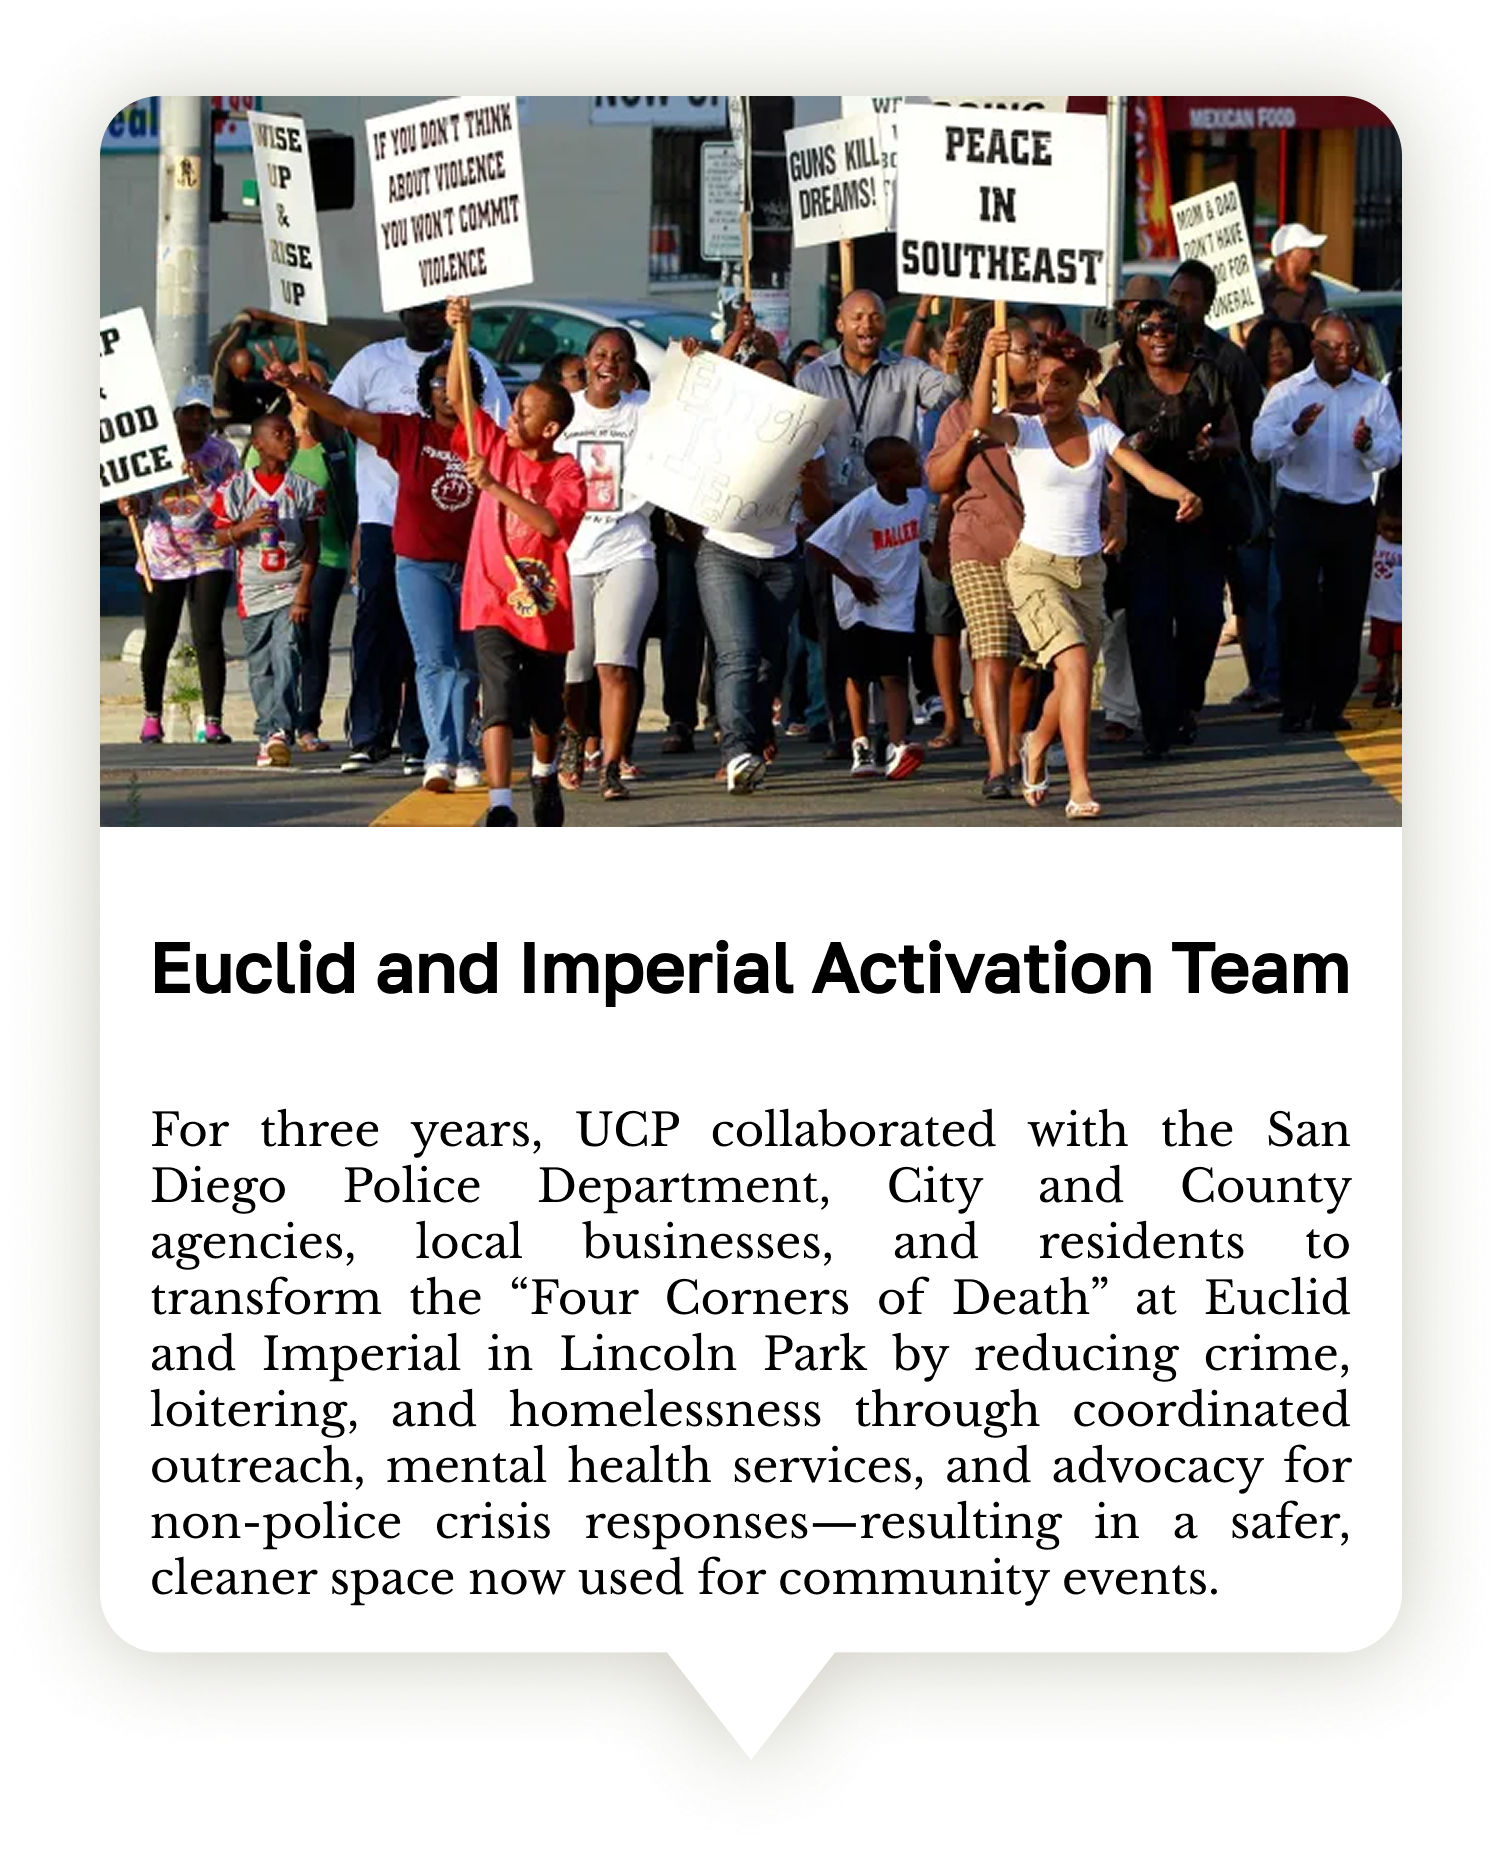 WISE
UP
&
RISE
UP
IF YOU DON'T THINK
ABOUT VIOLENCE
YOU WON'T COMMIT
VIOLENCE
NOW
GUNS KILL
DREAMS!
WE
GOING
PEACE
IN
SOUTHEAST
MEXICAN FOOD
MOM & DAD
DON'T HAVE
FOR
FUNERAL
P
OOD
RUCE
Enough
Is
Enough
Euclid and Imperial Activation Team
For three years, UCP collaborated with the San
Diego Police Department, City and County
agencies, local businesses, and residents to
transform the “Four Corners of Death” at Euclid
and Imperial in Lincoln Park by reducing crime,
loitering, and homelessness through coordinated
outreach, mental health services, and advocacy for
non-police crisis responses—resulting in a safer,
cleaner space now used for community events.